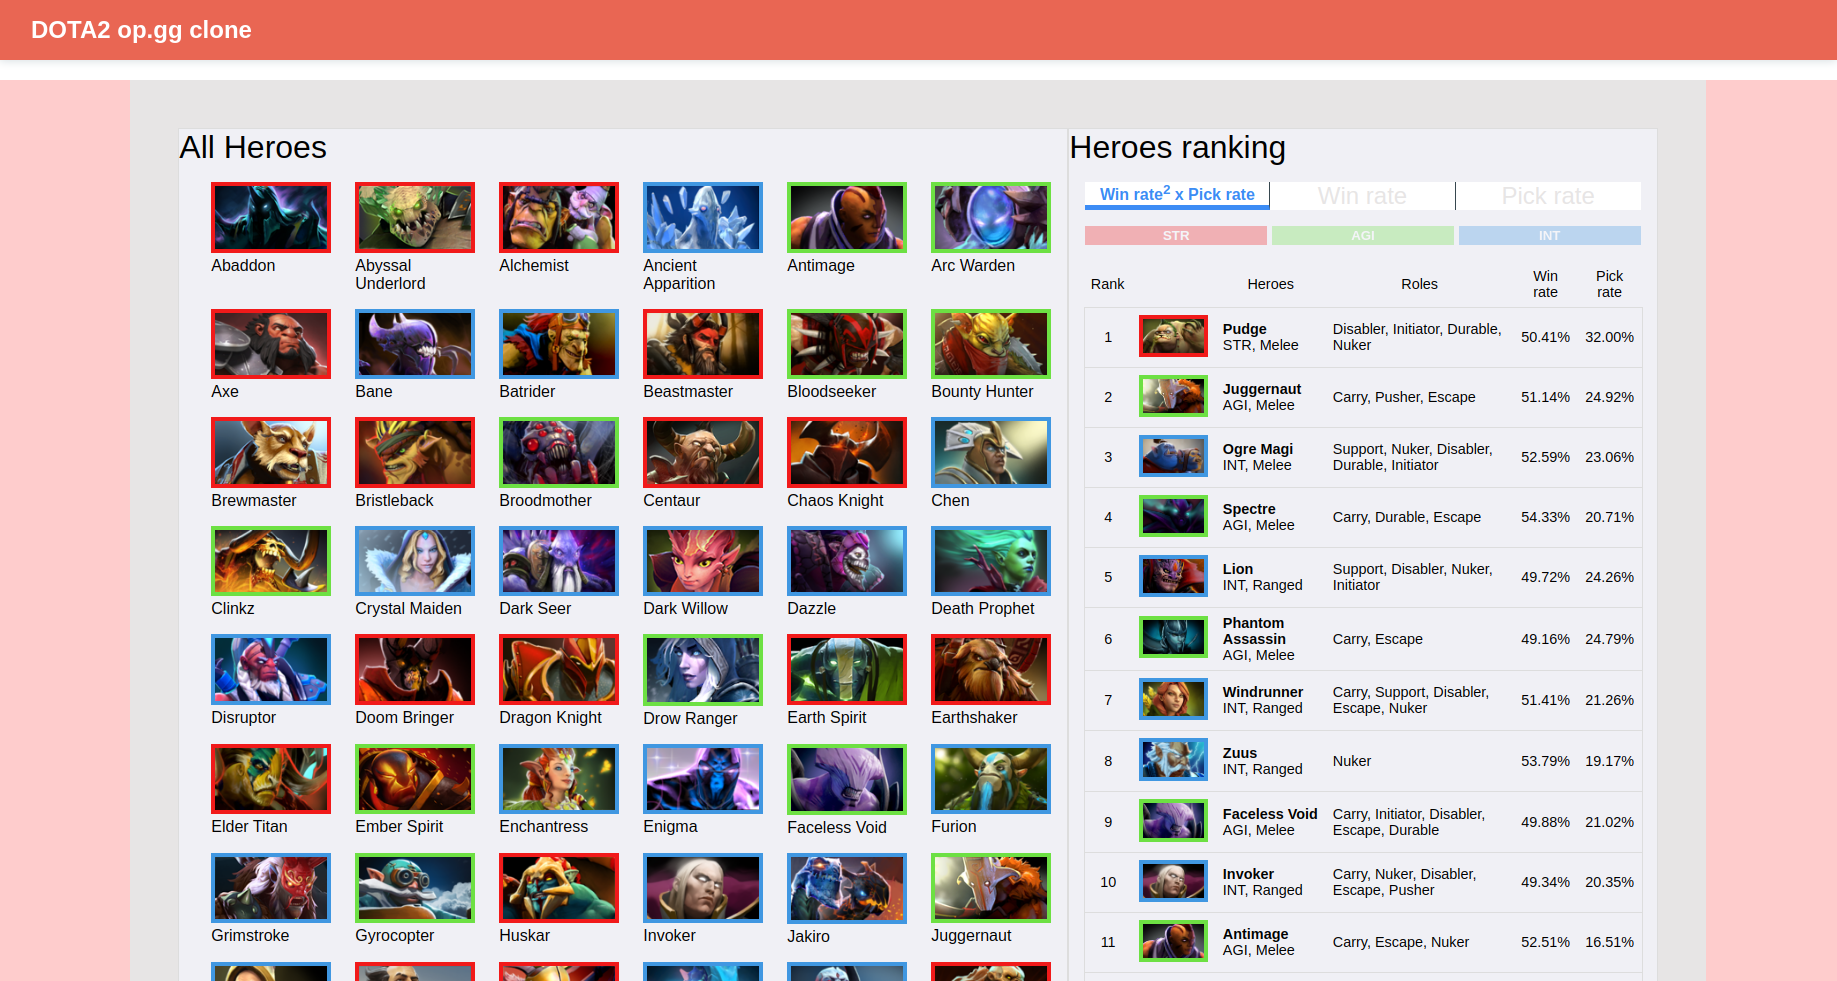 DOTA2 op.gg clone
All Heroes
Abaddon
Abyssal
Underlord
Alchemist
Ancient
Apparition
Antimage
Arc Warden
Axe
Bane
Batrider
Beastmaster
Bloodseeker
Bounty Hunter
Brewmaster
Bristleback
Broodmother
Centaur
Chaos Knight
Chen
Clinkz
Crystal Maiden
Dark Seer
Dark Willow
Dazzle
Death Prophet
Disruptor
Doom Bringer
Dragon Knight
Drow Ranger
Earth Spirit
Earthshaker
Elder Titan
Ember Spirit
Enchantress
Enigma
Faceless Void
Furion
Grimstroke
Gyrocopter
Huskar
Invoker
Jakiro
Juggernaut
Heroes ranking
Win rate² x Pick rate
Win rate
Pick rate
STR
AGI
INT
Rank
Heroes
Roles
Win
rate
Pick
rate
1
Pudge
STR, Melee
Disabler, Initiator, Durable,
Nuker
50.41%
32.00%
2
Juggernaut
AGI, Melee
Carry, Pusher, Escape
51.14%
24.92%
3
Ogre Magi
INT, Melee
Support, Nuker, Disabler,
Durable, Initiator
52.59%
23.06%
4
Spectre
AGI, Melee
Carry, Durable, Escape
54.33%
20.71%
5
Lion
INT, Ranged
Support, Disabler, Nuker,
Initiator
49.72%
24.26%
6
Phantom
Assassin
AGI, Melee
Carry, Escape
49.16%
24.79%
7
Windrunner
INT, Ranged
Carry, Support, Disabler,
Escape, Nuker
51.41%
21.26%
8
Zuus
INT, Ranged
Nuker
53.79%
19.17%
9
Faceless Void
AGI, Melee
Carry, Initiator, Disabler,
Escape, Durable
49.88%
21.02%
10
Invoker
INT, Ranged
Carry, Nuker, Disabler,
Escape, Pusher
49.34%
20.35%
11
Antimage
AGI, Melee
Carry, Escape, Nuker
52.51%
16.51%